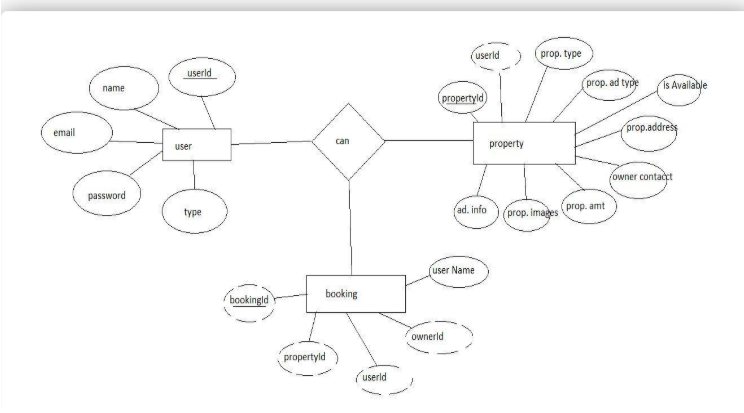 userId
prop. type
userId
name
prop. ad type
is Available
propertyId
email
prop.address
user
can
property
owner contacct
password
type
ad. info
prop. images
prop. amt
user Name
booking
bookingId
ownerId
propertyId
userId